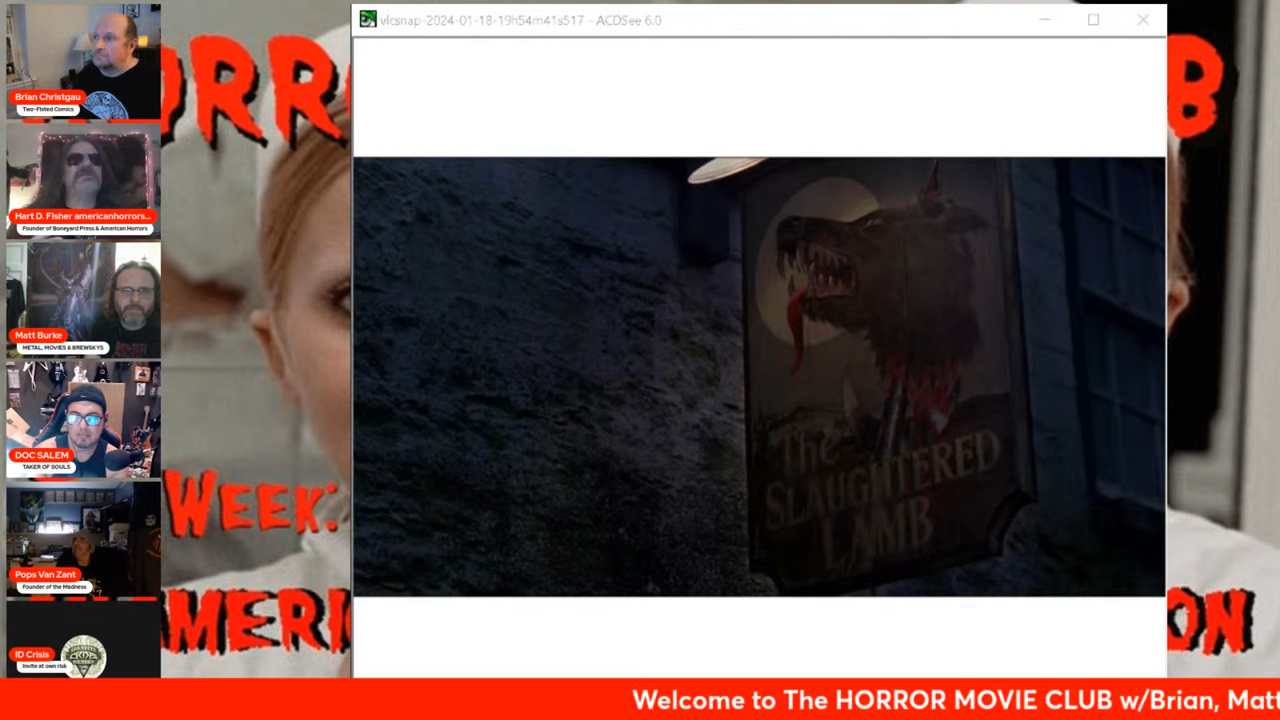 vlcsnap-2024-01-18-19h54m41s517 - ACDSee 6.0
ORR
B
Brian Christgau
Two-Fisted Comics
Hart D. Fisher americanhorrors...
Founder of Boneyard Press & American Horrors
Matt Burke
METAL, MOVIES & BREWSKYS
DOC SALEM
TAKER OF SOULS
Pops Van Zant
Founder of the Madness
ID Crisis
Invite at own risk
The
SLAUGHTERED
LAMB
WEEK:
AMERI
ON
Welcome to The HORROR MOVIE CLUB w/Brian, Matt